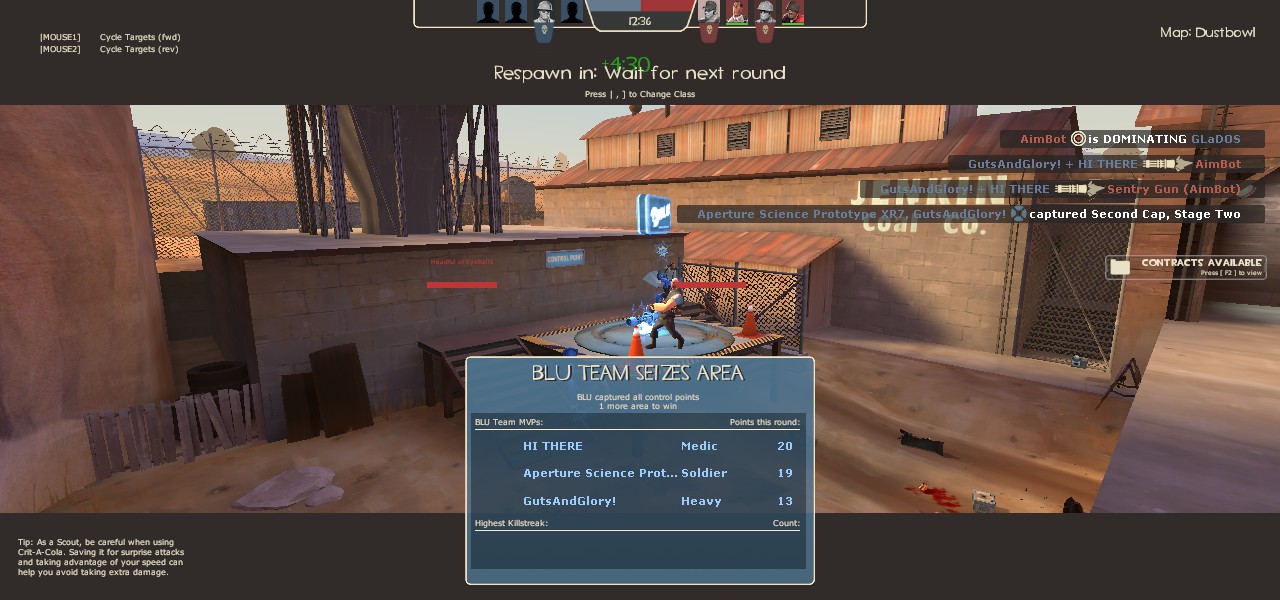 12:36
[MOUSE1] Cycle Targets (fwd)
[MOUSE2] Cycle Targets (rev)
Map: Dustbowl
+4:30
Respawn in: Wait for next round
Press [ , ] to Change Class
AimBot is DOMINATING GLaDOS
GutsAndGlory! + HI THERE AimBot
GutsAndGlory! + HI THERE Sentry Gun (AimBot)
JENKINS
Aperture Science Prototype XR7, GutsAndGlory! captured Second Cap, Stage Two
COAL CO.
CONTROL POINT
Handful of Eyeballs
CONTRACTS AVAILABLE
Press [ F2 ] to view
BLU TEAM SEIZES AREA
BLU captured all control points
1 more area to win
BLU Team MVPs: Points this round:
HI THERE Medic 20
Aperture Science Prot... Soldier 19
GutsAndGlory! Heavy 13
Highest Killstreak: Count:
Tip: As a Scout, be careful when using
Crit-A-Cola. Saving it for surprise attacks
and taking advantage of your speed can
help you avoid taking extra damage.